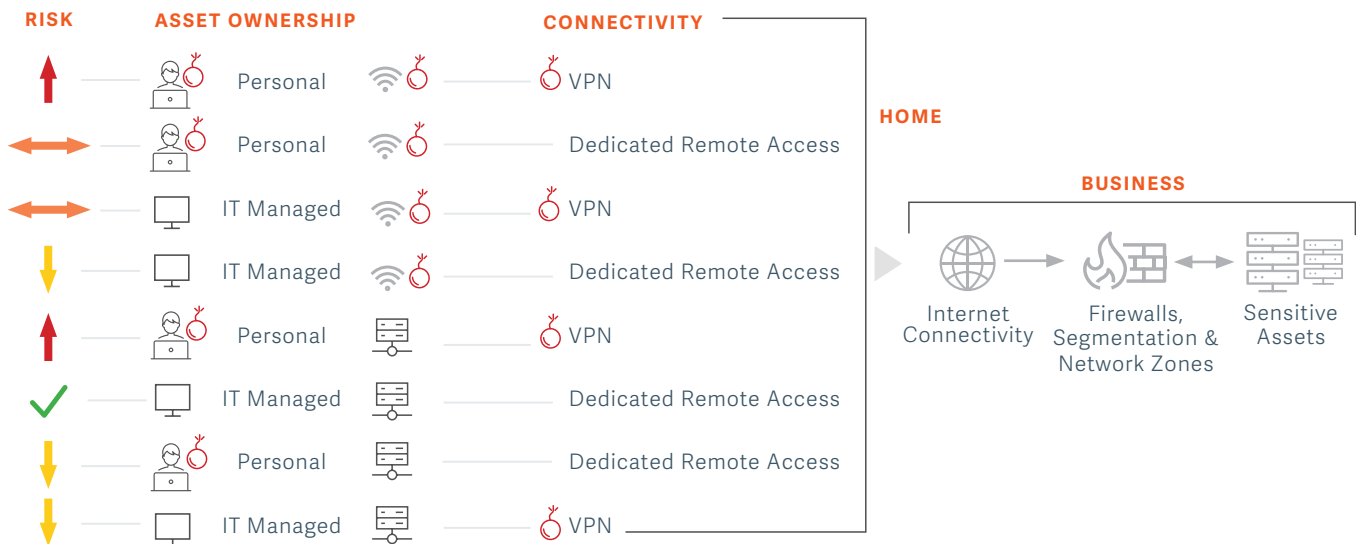 RISK ASSET OWNERSHIP CONNECTIVITY
Personal VPN
Personal Dedicated Remote Access
IT Managed VPN
IT Managed Dedicated Remote Access
Personal VPN
IT Managed Dedicated Remote Access
Personal Dedicated Remote Access
IT Managed VPN
HOME
BUSINESS
Internet
Connectivity
Firewalls,
Segmentation &
Network Zones
Sensitive
Assets